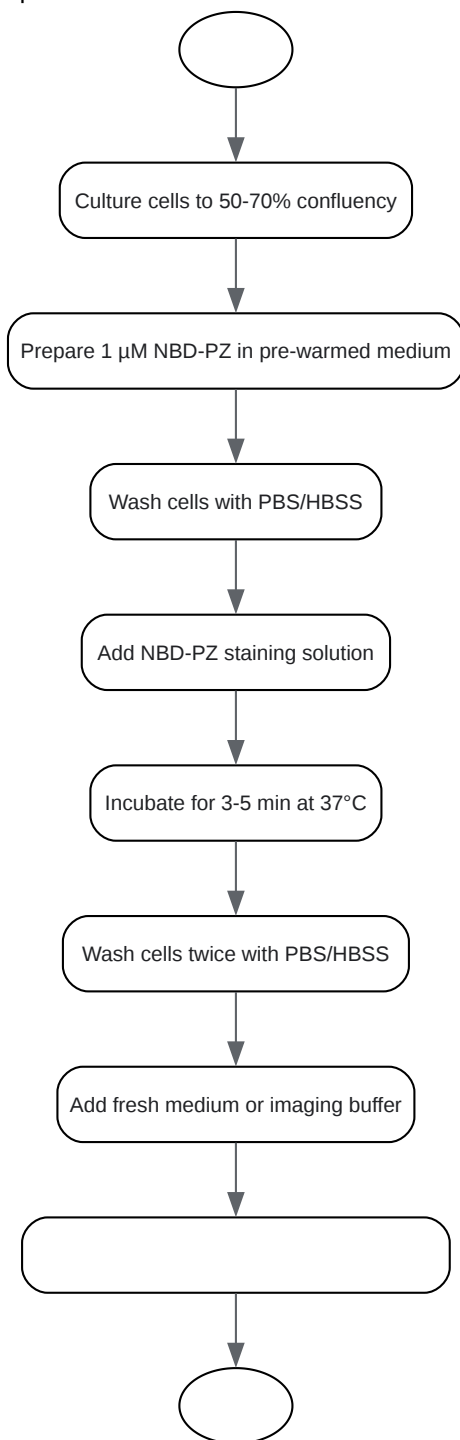 Culture cells to 50-70% confluency
Prepare 1 µM NBD-PZ in pre-warmed medium
Wash cells with PBS/HBSS
Add NBD-PZ staining solution
Incubate for 3-5 min at 37°C
Wash cells twice with PBS/HBSS
Add fresh medium or imaging buffer